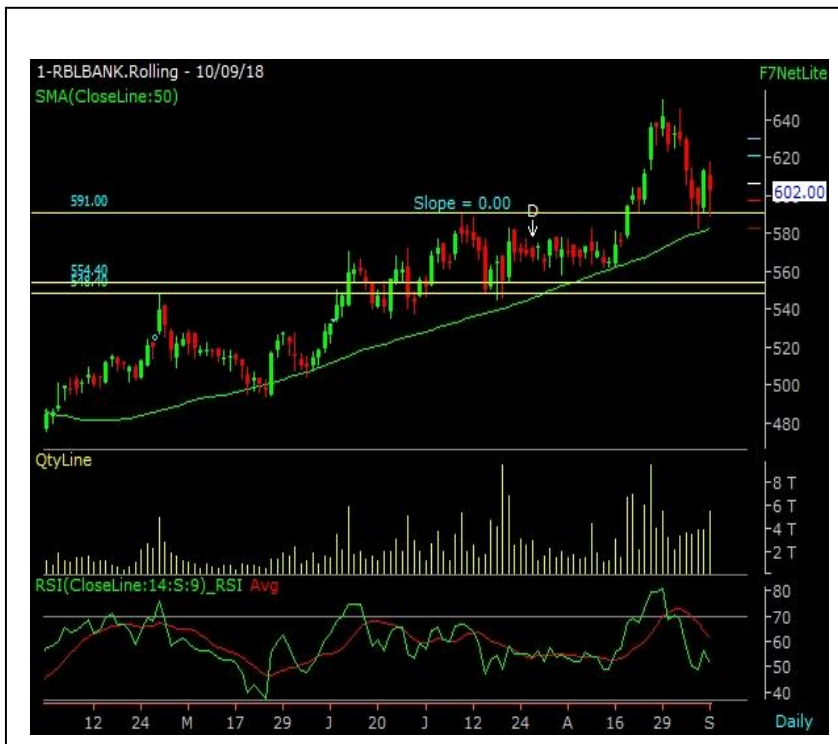 1-RBLBANK.Rolling - 10/09/18 F7NetLite
SMA(CloseLine:50)
640
620
602.00
591.00 Slope = 0.00 D
580
560
554.40
548.40
540
520
500
480
QtyLine
8 T
6 T
4 T
2 T
RSI(CloseLine:14:S:9)_RSI Avg
80
70
60
50
40
12 24 M 17 29 J 20 J 12 24 A 16 29 S Daily